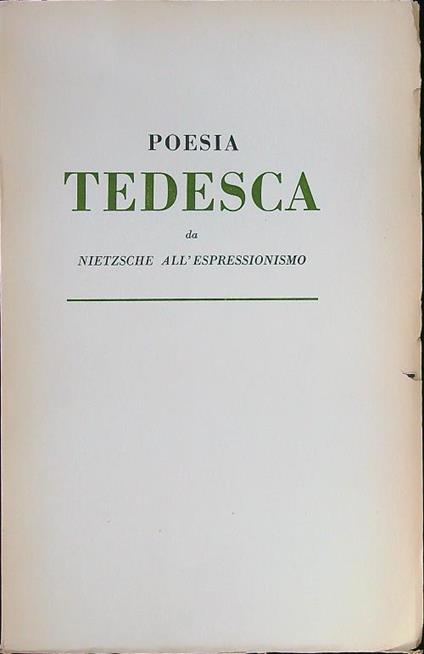 POESIA
TEDESCA
da
NIETZSCHE ALL'ESPRESSIONISMO